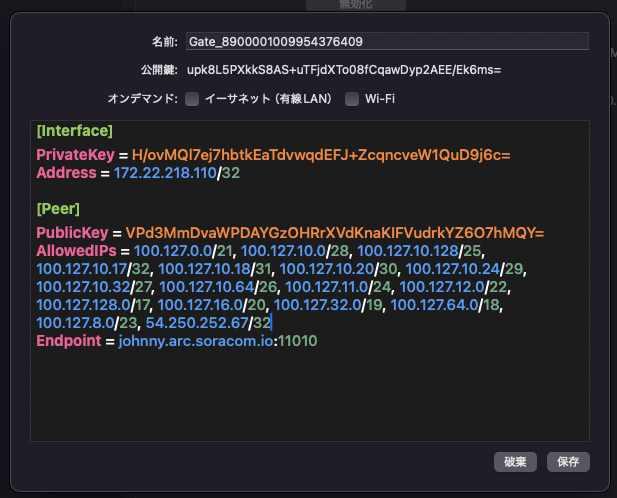 無効化
名前: Gate_8900001009954376409
公開鍵: upk8L5PXkkS8AS+uTFjdXTo08fCqawDyp2AEE/Ek6ms=
オンデマンド: イーサネット (有線LAN) Wi-Fi
[Interface]
PrivateKey = H/ovMQl7ej7hbtkEaTdvwqdEFJ+ZcqncveW1QuD9j6c=
Address = 172.22.218.110/32
[Peer]
PublicKey = VPd3MmDvaWPDAYGzOHRrXVdKnaKIFVudrkYZ6O7hMQY=
AllowedIPs = 100.127.0.0/21, 100.127.10.0/28, 100.127.10.128/25,
100.127.10.17/32, 100.127.10.18/31, 100.127.10.20/30, 100.127.10.24/29,
100.127.10.32/27, 100.127.10.64/26, 100.127.11.0/24, 100.127.12.0/22,
100.127.128.0/17, 100.127.16.0/20, 100.127.32.0/19, 100.127.64.0/18,
100.127.8.0/23, 54.250.252.67/32
Endpoint = johnny.arc.soracom.io:11010
破棄 保存